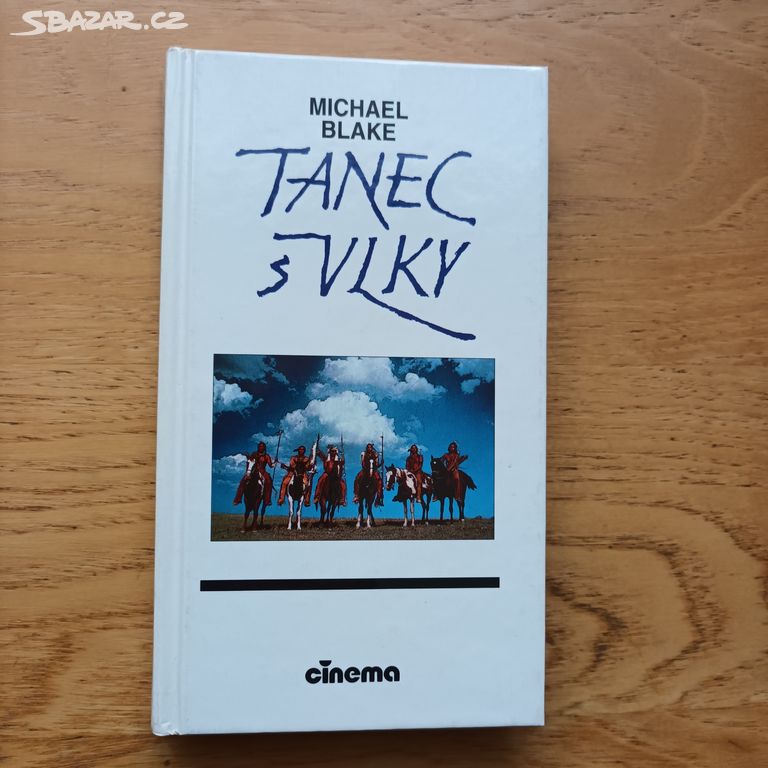 SBAZAR.CZ
MICHAEL
BLAKE
TANEC
S VLKY
cinema